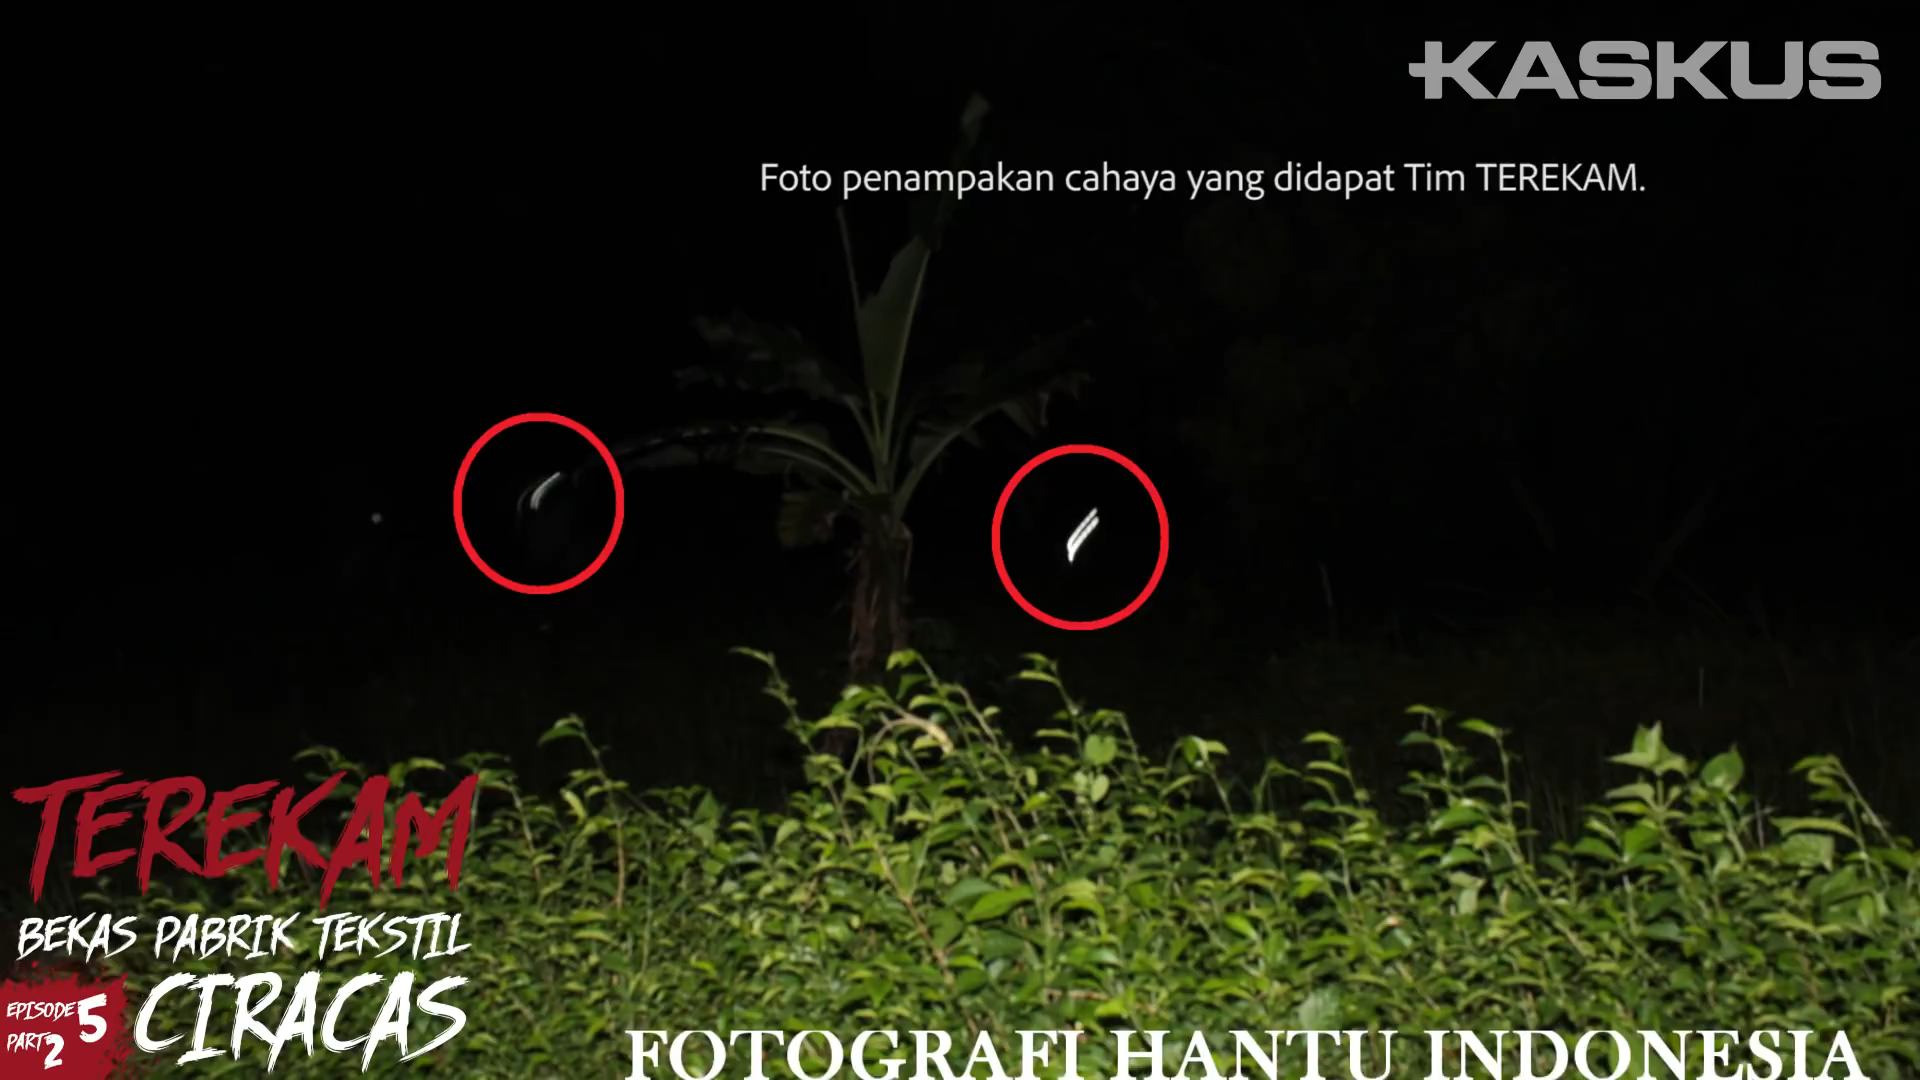 KASKUS
Foto penampakan cahaya yang didapat Tim TEREKAM.
TEREKAM
BEKAS PABRIK TEKSTIL
CIRACAS
EPISODE 5
PART 2
FOTOGRAFI HANTU INDONESIA